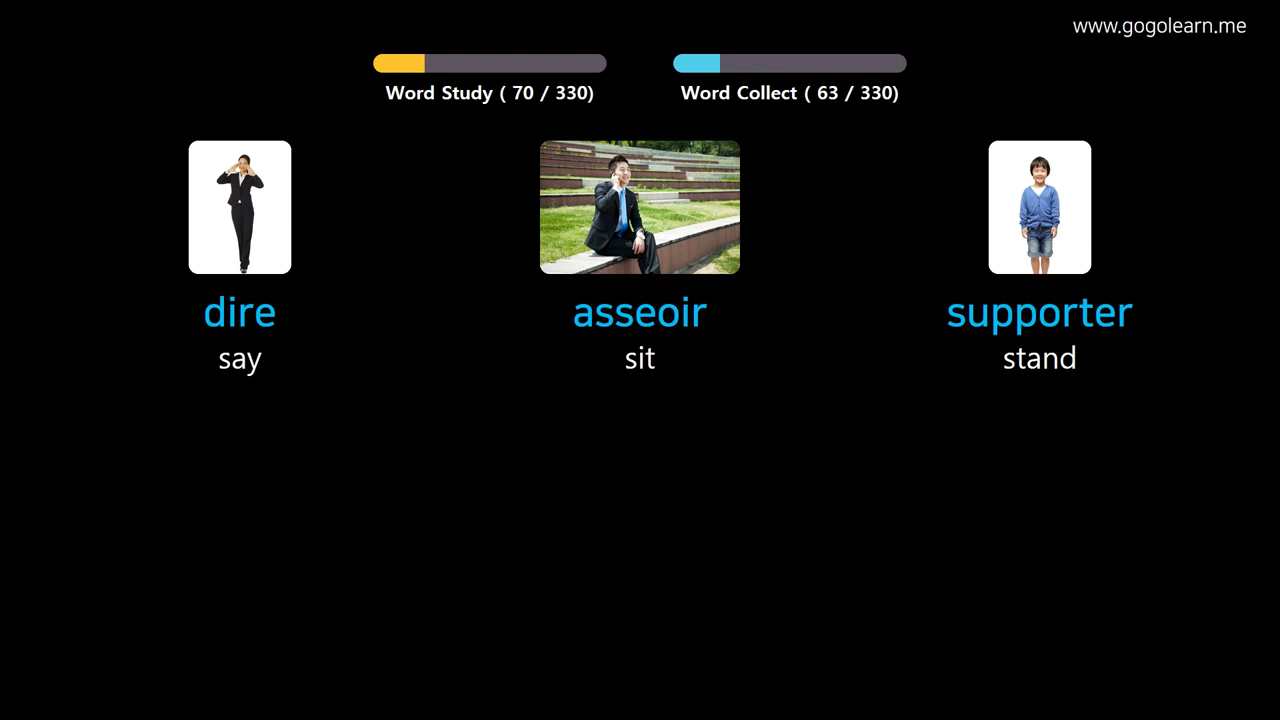 www.gogolearn.me
Word Study ( 70 / 330)
Word Collect ( 63 / 330)
dire
say
asseoir
sit
supporter
stand